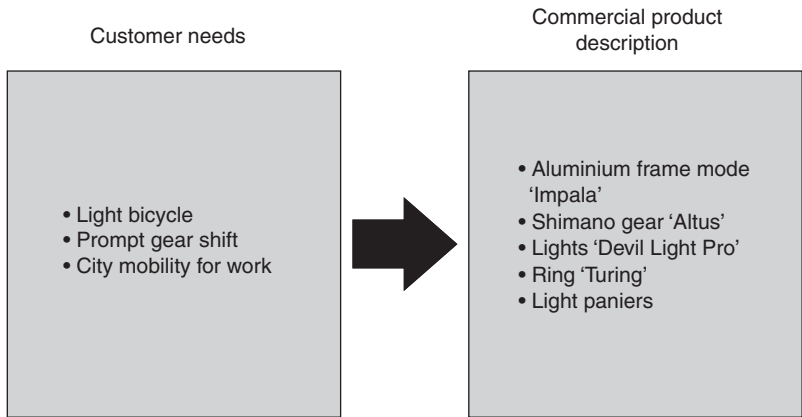 Customer needs
• Light bicycle
• Prompt gear shift
• City mobility for work
Commercial product
description
• Aluminium frame mode
‘Impala’
• Shimano gear ‘Altus’
• Lights ‘Devil Light Pro’
• Ring ‘Turing’
• Light paniers